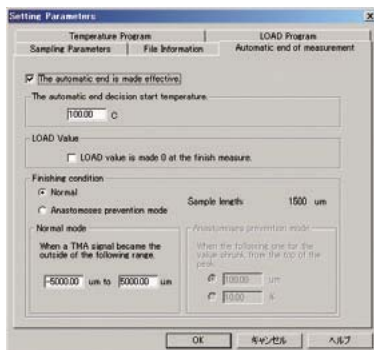 Setting Parameters
Temperature Program
LOAD Program
Sampling Parameters
File Information
Automatic end of measurement
The automatic end is made effective.
The automatic end decision start temperature.
100.00 C
LOAD Value
LOAD value is made 0 at the finish measure.
Finishing condition
Normal
Anastomoses prevention mode
Sample length 1500 um
Normal mode
When a TMA signal became the
outside of the following range.
-5000.00 um to 5000.00 um
Anastomoses prevention mode
When the following one for the
value shrunk from the top of the
peak.
100.00 um
10.00 %
OK
キャンセル
ヘルプ